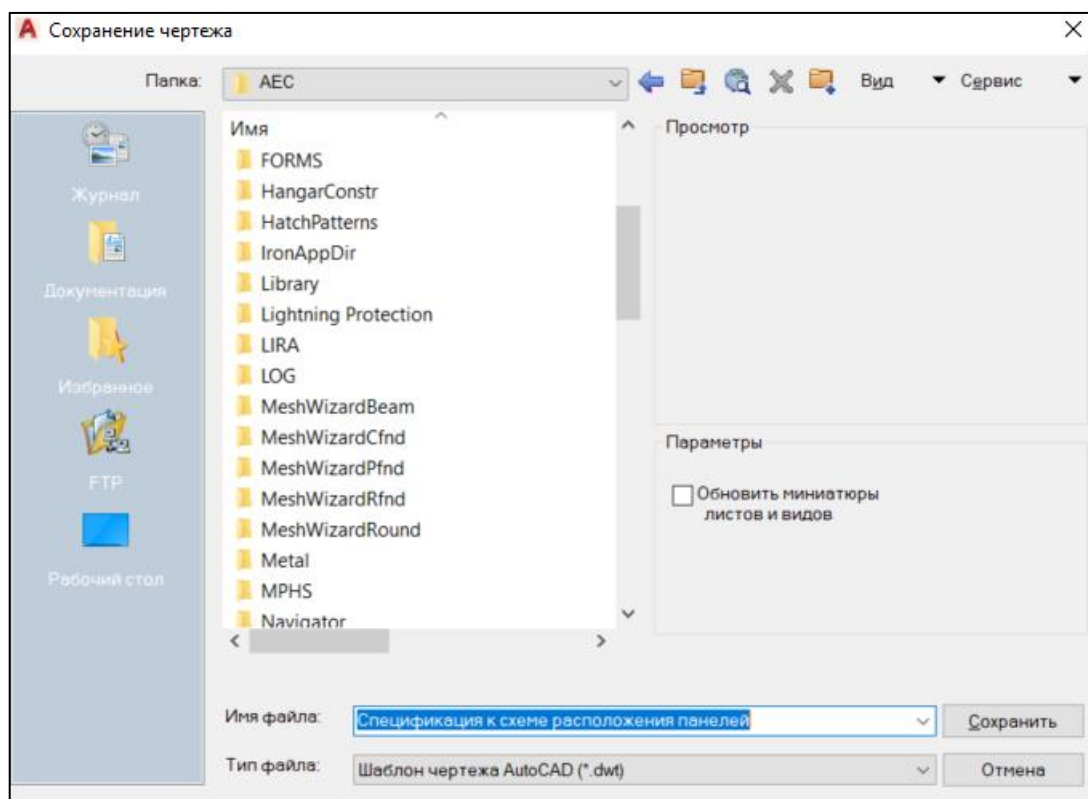 Сохранение чертежа
Папка: AEC Вид Сервис
Журнал
Документация
Избранное
FTP
Рабочий стол
Имя
FORMS
HangarConstr
HatchPatterns
IronAppDir
Library
Lightning Protection
LIRA
LOG
MeshWizardBeam
MeshWizardCfnd
MeshWizardPfnd
MeshWizardRfnd
MeshWizardRound
Metal
MPHS
Navigator
Просмотр
Параметры
Обновить миниатюры
листов и видов
Имя файла: Спецификация к схеме расположения панелей Сохранить
Тип файла: Шаблон чертежа AutoCAD (*.dwt) Отмена